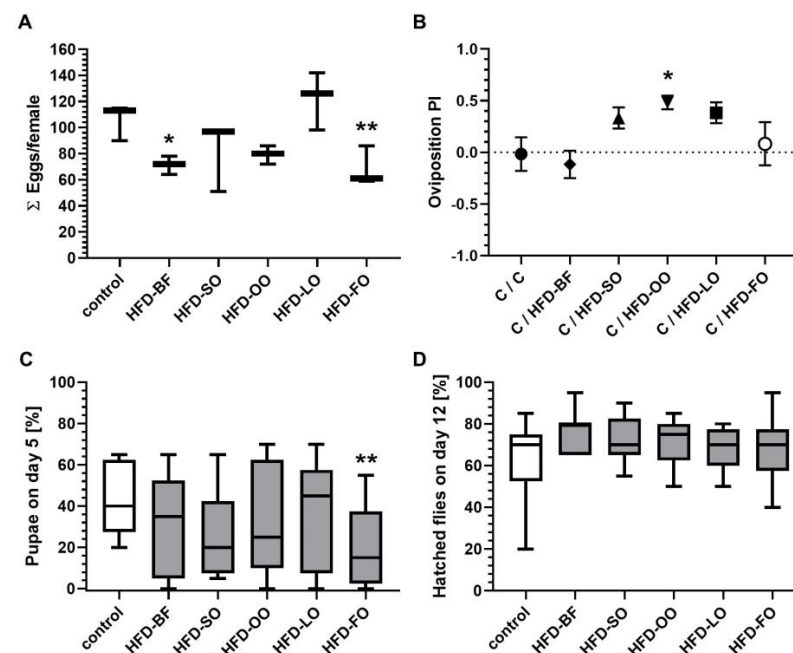 A
Σ Eggs/female
160
140
120
100
80
60
40
20
0
*
**
control
HFD-BF
HFD-SO
HFD-OO
HFD-LO
HFD-FO
B
Oviposition PI
1.0
0.5
0.0
-0.5
-1.0
*
C / C
C / HFD-BF
C / HFD-SO
C / HFD-OO
C / HFD-LO
C / HFD-FO
C
Pupae on day 5 [%]
100
80
60
40
20
0
**
control
HFD-BF
HFD-SO
HFD-OO
HFD-LO
HFD-FO
D
Hatched flies on day 12 [%]
100
80
60
40
20
0
control
HFD-BF
HFD-SO
HFD-OO
HFD-LO
HFD-FO